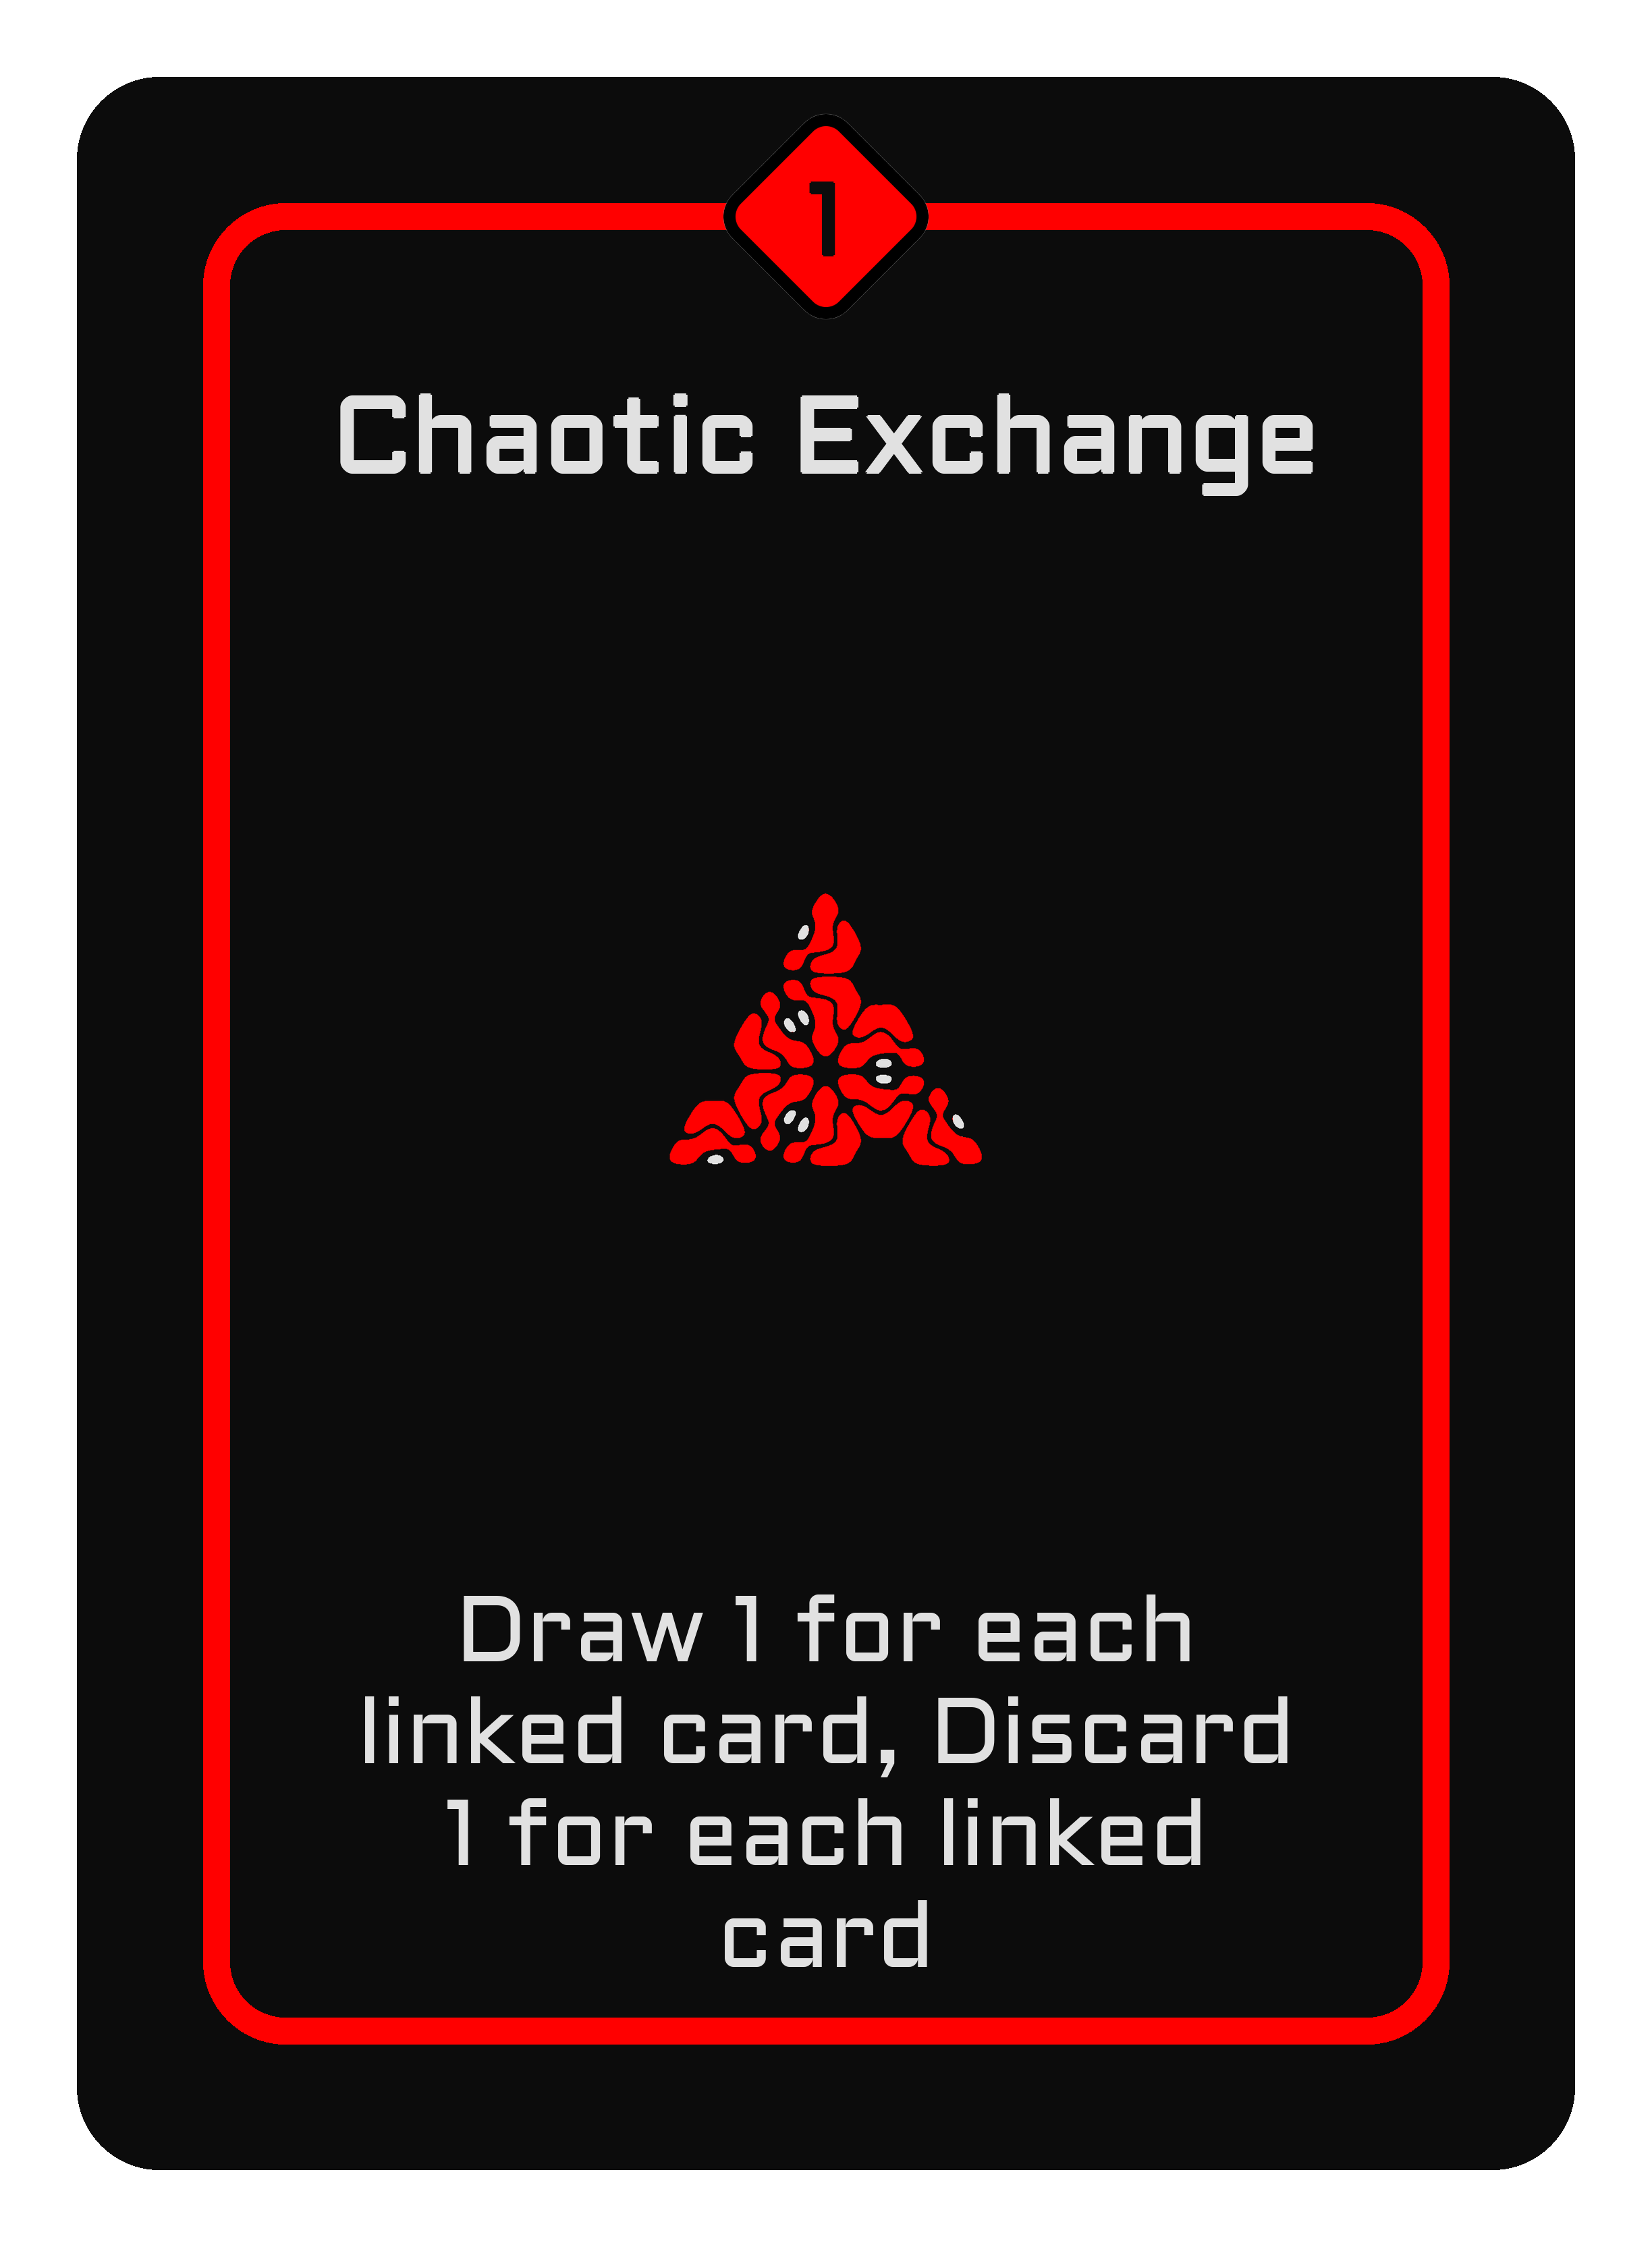 1
Chaotic Exchange
Draw 1 for each
linked card, Discard
1 for each linked
card